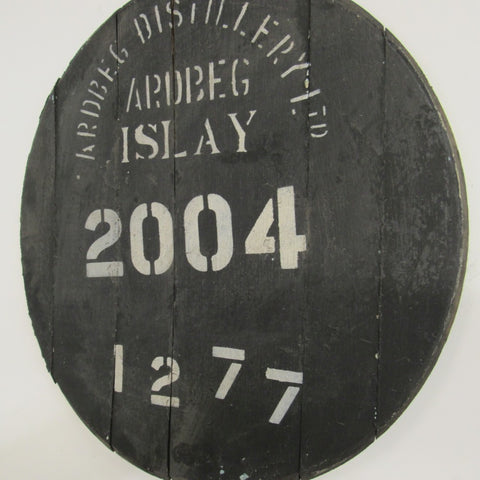 ARDBEG DISTILLERY LTD
ARDBEG
ISLAY
2004
1277